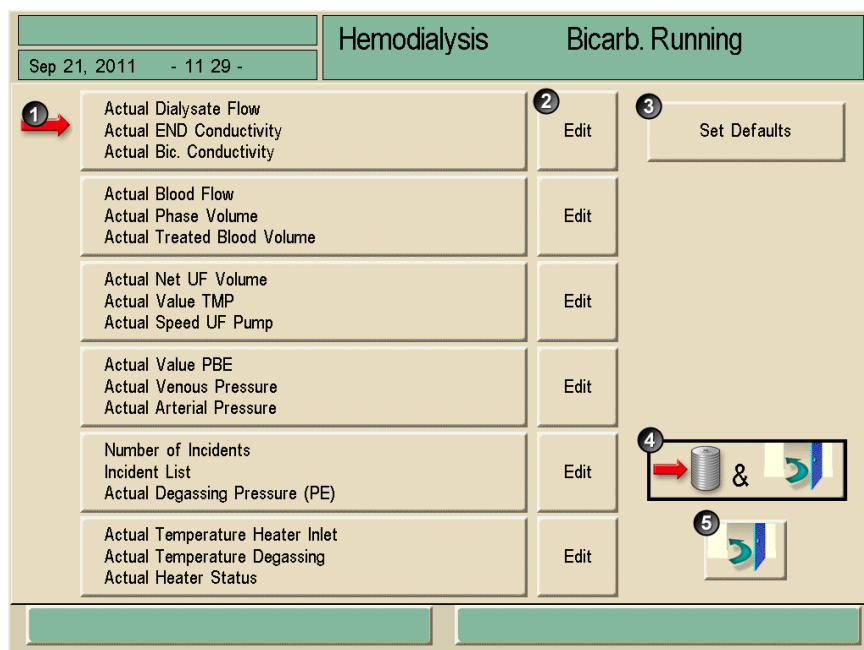 Hemodialysis Bicarb. Running
Sep 21, 2011 - 11 29 -
1
Actual Dialysate Flow
Actual END Conductivity
Actual Bic. Conductivity
2
Edit
3
Set Defaults
Actual Blood Flow
Actual Phase Volume
Actual Treated Blood Volume
Edit
Actual Net UF Volume
Actual Value TMP
Actual Speed UF Pump
Edit
Actual Value PBE
Actual Venous Pressure
Actual Arterial Pressure
Edit
Number of Incidents
Incident List
Actual Degassing Pressure (PE)
Edit
4
&
Actual Temperature Heater Inlet
Actual Temperature Degassing
Actual Heater Status
Edit
5